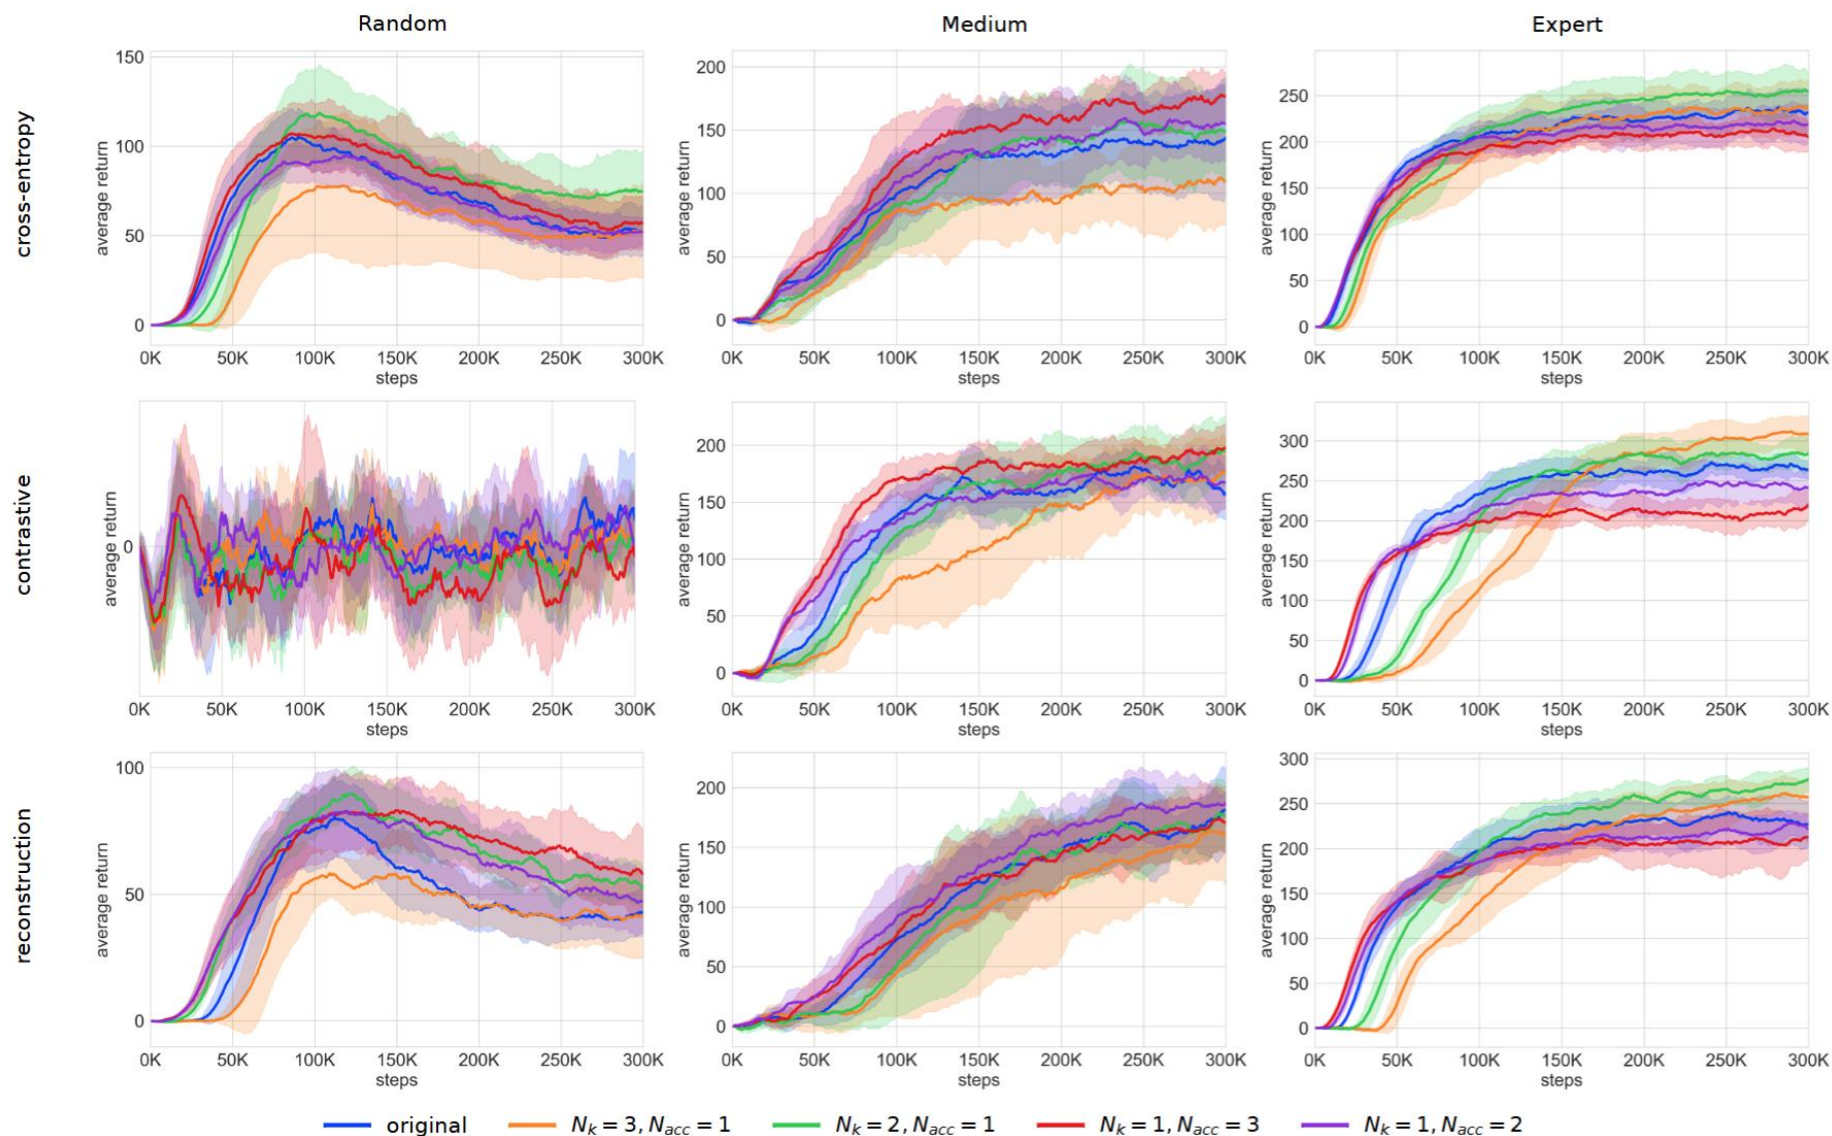 Random Medium Expert
cross-entropy
average return
150
100
50
0
0K 50K 100K 150K 200K 250K 300K
steps
average return
200
150
100
50
0
0K 50K 100K 150K 200K 250K 300K
steps
average return
250
200
150
100
50
0
0K 50K 100K 150K 200K 250K 300K
steps
contrastive
average return
0
0K 50K 100K 150K 200K 250K 300K
steps
average return
200
150
100
50
0
0K 50K 100K 150K 200K 250K 300K
steps
average return
300
250
200
150
100
50
0
0K 50K 100K 150K 200K 250K 300K
steps
reconstruction
average return
100
50
0
0K 50K 100K 150K 200K 250K 300K
steps
average return
200
150
100
50
0
0K 50K 100K 150K 200K 250K 300K
steps
average return
300
250
200
150
100
50
0
0K 50K 100K 150K 200K 250K 300K
steps
original N_k = 3, N_acc = 1 N_k = 2, N_acc = 1 N_k = 1, N_acc = 3 N_k = 1, N_acc = 2